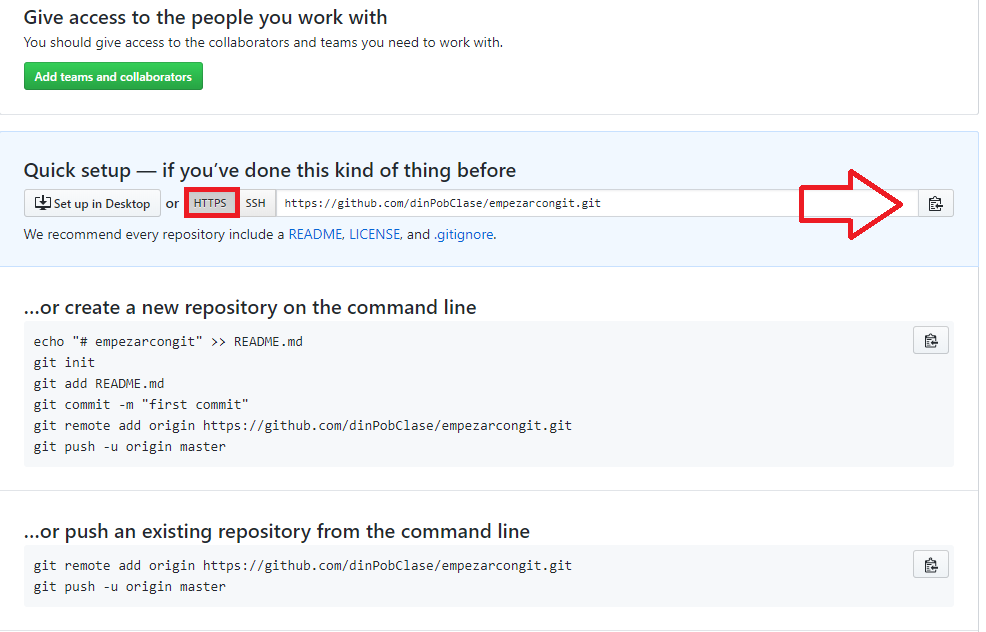 Give access to the people you work with
You should give access to the collaborators and teams you need to work with.
Add teams and collaborators
Quick setup — if you’ve done this kind of thing before
Set up in Desktop or HTTPS SSH https://github.com/dinPobClase/empezarcongit.git
We recommend every repository include a README, LICENSE, and .gitignore.
…or create a new repository on the command line
echo "# empezarcongit" >> README.md
git init
git add README.md
git commit -m "first commit"
git remote add origin https://github.com/dinPobClase/empezarcongit.git
git push -u origin master
…or push an existing repository from the command line
git remote add origin https://github.com/dinPobClase/empezarcongit.git
git push -u origin master